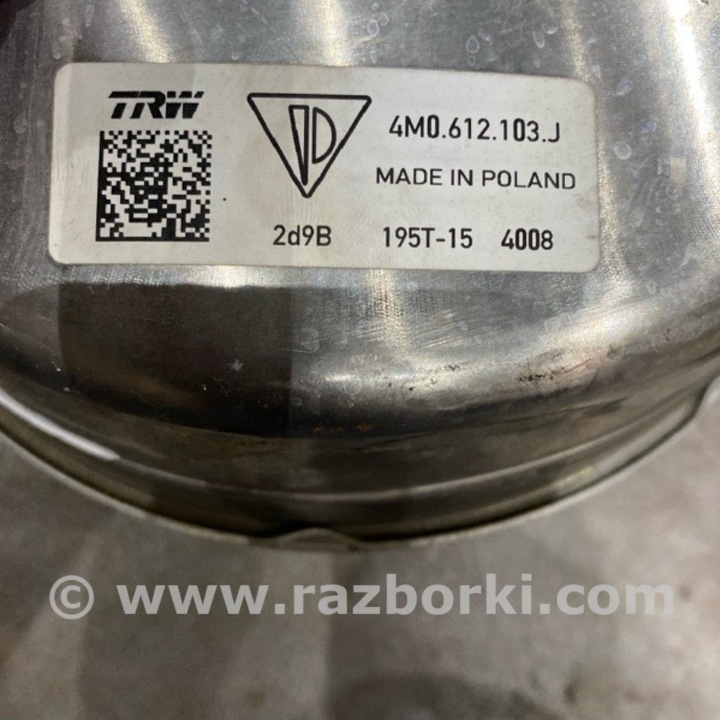 TRW
4M0.612.103.J
MADE IN POLAND
2d9B 195T-15 4008
© www.razborki.com